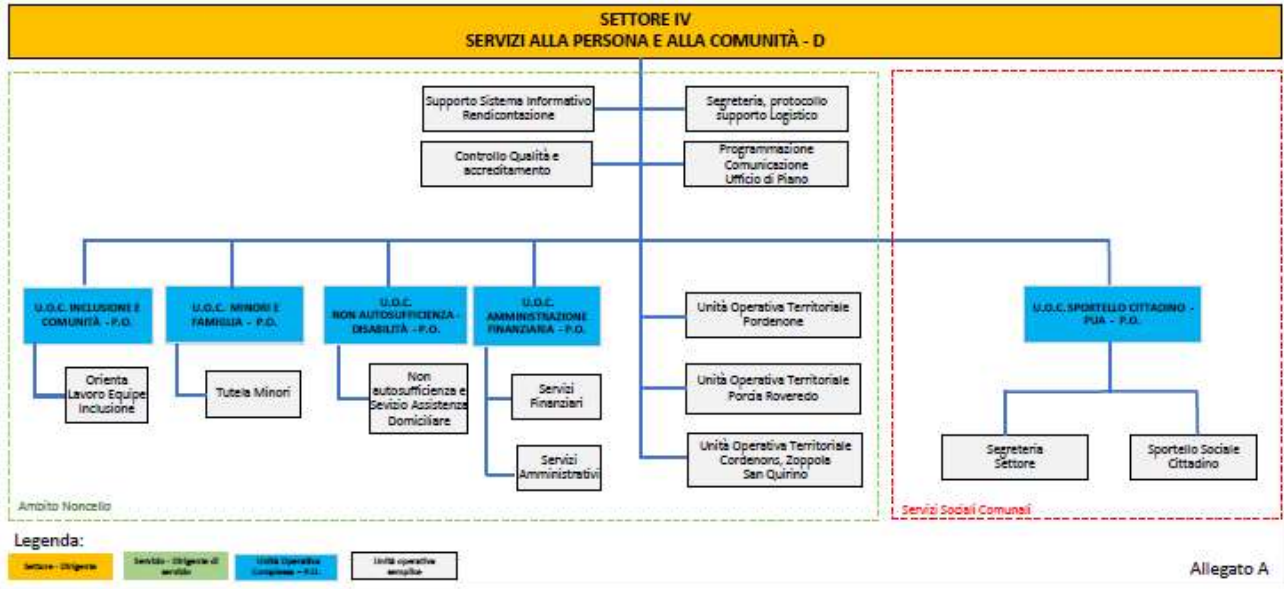 SETTORE IV
SERVIZI ALLA PERSONA E ALLA COMUNITÀ - D
Supporto Sistema Informativo
Rendicontazione
Segreteria, protocollo
supporto Logistico
Controllo Qualità e
accreditamento
Programmazione
Comunicazione
Ufficio di Piano
U.O.C. INCLUSIONE E
COMUNITÀ - P.O.
U.O.C. MINORI E
FAMIGLIA - P.O.
U.O.C.
NON AUTOSUFFICIENZA -
DISABILITÀ - P.O.
U.O.C.
AMMINISTRAZIONE
FINANZIARIA - P.O.
Unità Operativa Territoriale
Pordenone
U.O.C. SPORTELLO CITTADINO -
PUA - P.O.
Orienta
Lavoro Equipe
Inclusione
Tutela Minori
Non
autosufficienza e
Sevizio Assistenza
Domiciliare
Servizi
Finanziari
Unità Operativa Territoriale
Porcia Roveredo
Servizi
Amministrativi
Unità Operativa Territoriale
Cordenons, Zoppola
San Quirino
Segreteria
Settore
Sportello Sociale
Cittadino
Ambito Noncello
Servizi Sociali Comunali
Legenda:
Settore - Dirigente
Servizio - Dirigente di
servizio
Unità Operativa
Complessa - P.O.
Unità operativa
semplice
Allegato A